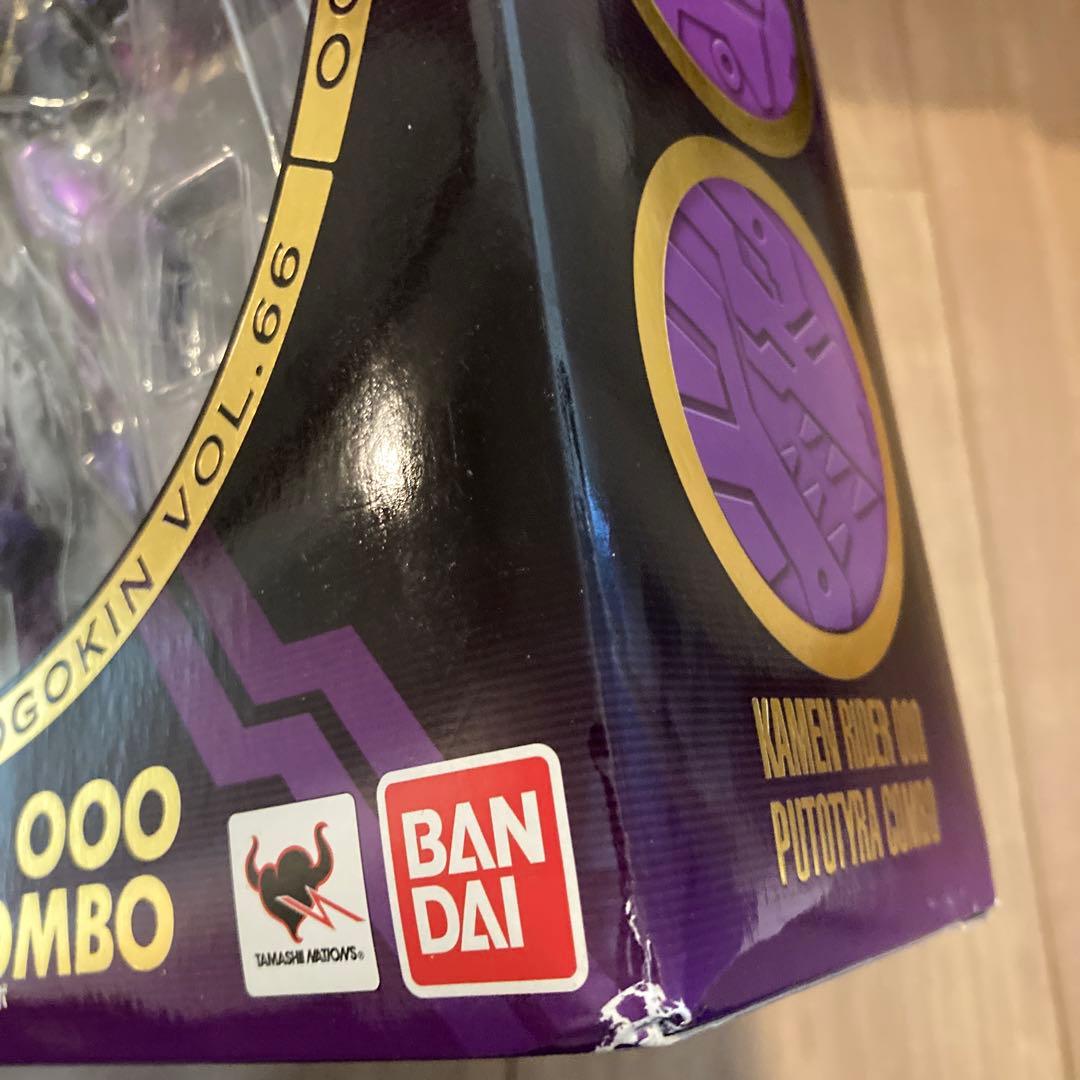 OGOKIN VOL.66
OOO
OMBO
TAMASHII NATIONS®
BAN
DAI
KAMEN RIDER OOO
PUTOTYRA COMBO